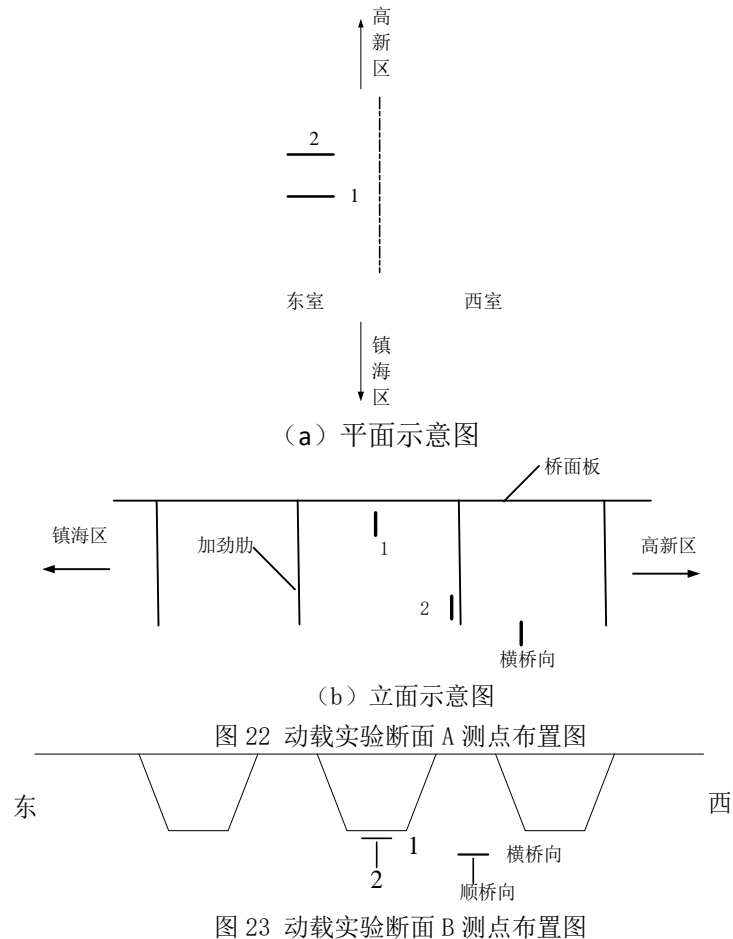 高新区
2
1
东室 西室
镇海区
（a）平面示意图
桥面板
镇海区 加劲肋 1 高新区
2
横桥向
（b）立面示意图
图 22 动载实验断面 A 测点布置图
东 西
1 横桥向
2 顺桥向
图 23 动载实验断面 B 测点布置图